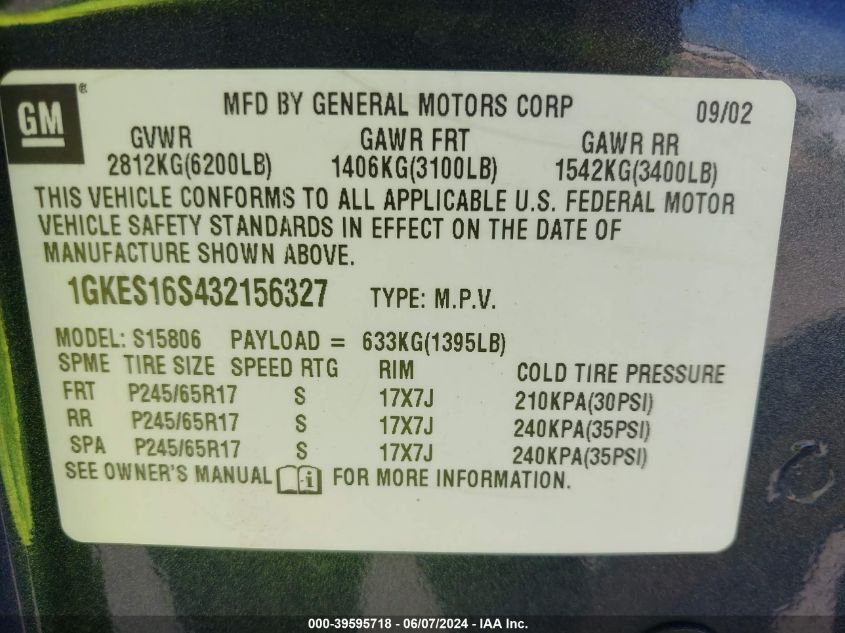 GM® MFD BY GENERAL MOTORS CORP 09/02
GVWR GAWR FRT GAWR RR
2812KG(6200LB) 1406KG(3100LB) 1542KG(3400LB)
THIS VEHICLE CONFORMS TO ALL APPLICABLE U.S. FEDERAL MOTOR
VEHICLE SAFETY STANDARDS IN EFFECT ON THE DATE OF
MANUFACTURE SHOWN ABOVE.
1GKES16S432156327 TYPE: M.P.V.
MODEL: S15806 PAYLOAD = 633KG(1395LB)
SPME TIRE SIZE SPEED RTG RIM COLD TIRE PRESSURE
FRT P245/65R17 S 17X7J 210KPA(30PSI)
RR P245/65R17 S 17X7J 240KPA(35PSI)
SPA P245/65R17 S 17X7J 240KPA(35PSI)
SEE OWNER'S MANUAL i FOR MORE INFORMATION.
000-39595718 - 06/07/2024 - IAA Inc.